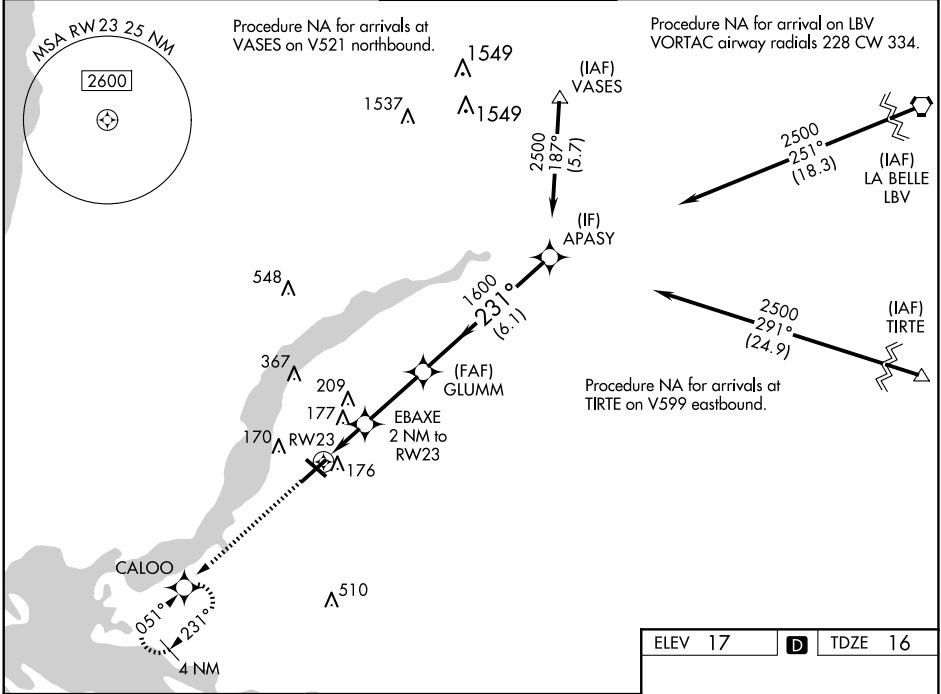 MSA RW23 25 NM
2600
Procedure NA for arrivals at
VASES on V521 northbound.
Procedure NA for arrival on LBV
VORTAC airway radials 228 CW 334.
1549
1549
1537
(IAF)
VASES
2500
187°
(5.7)
2500
251°
(18.3)
(IAF)
LA BELLE
LBV
(IF)
APASY
548
1600
231°
(6.1)
2500
291°
(24.9)
(IAF)
TIRTE
367
(FAF)
GLUMM
209
177
Procedure NA for arrivals at
TIRTE on V599 eastbound.
EBAXE
2 NM to
RW23
170
RW23
176
CALOO
510
051°
231°
4 NM
ELEV 17
D
TDZE 16